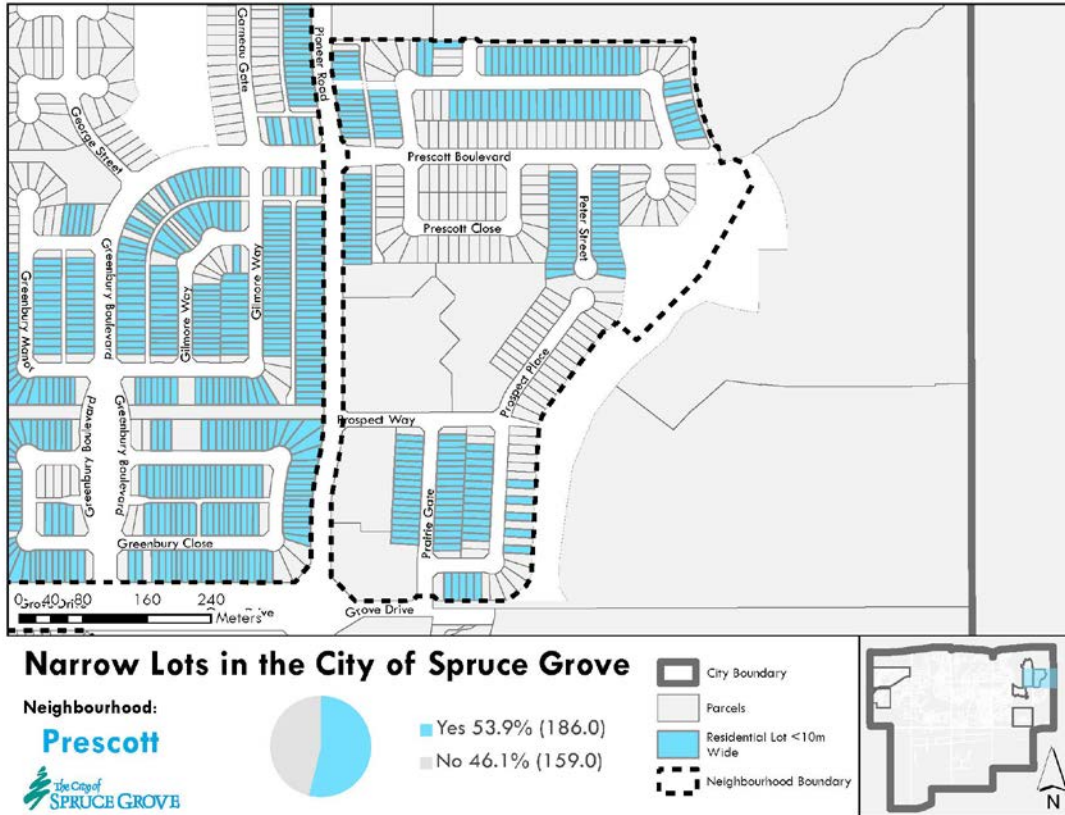 Garneau Gate
Pioneer Road
George Street
Prescott Boulevard
Peter Street
Prescott Close
Greenbury Manor
Greenbury Boulevard
Gilmore Way
Gilmore Way
Prospect Place
Greenbury Boulevard
Greenbury Boulevard
Prospect Way
Prairie Gate
Greenbury Close
Grove Drive
0 40 80 160 240
Meters
Grove Drive
Narrow Lots in the City of Spruce Grove
Neighbourhood:
Prescott
The City of
SPRUCE GROVE
Yes 53.9% (186.0)
No 46.1% (159.0)
City Boundary
Parcels
Residential Lot <10m
Wide
Neighbourhood Boundary
N